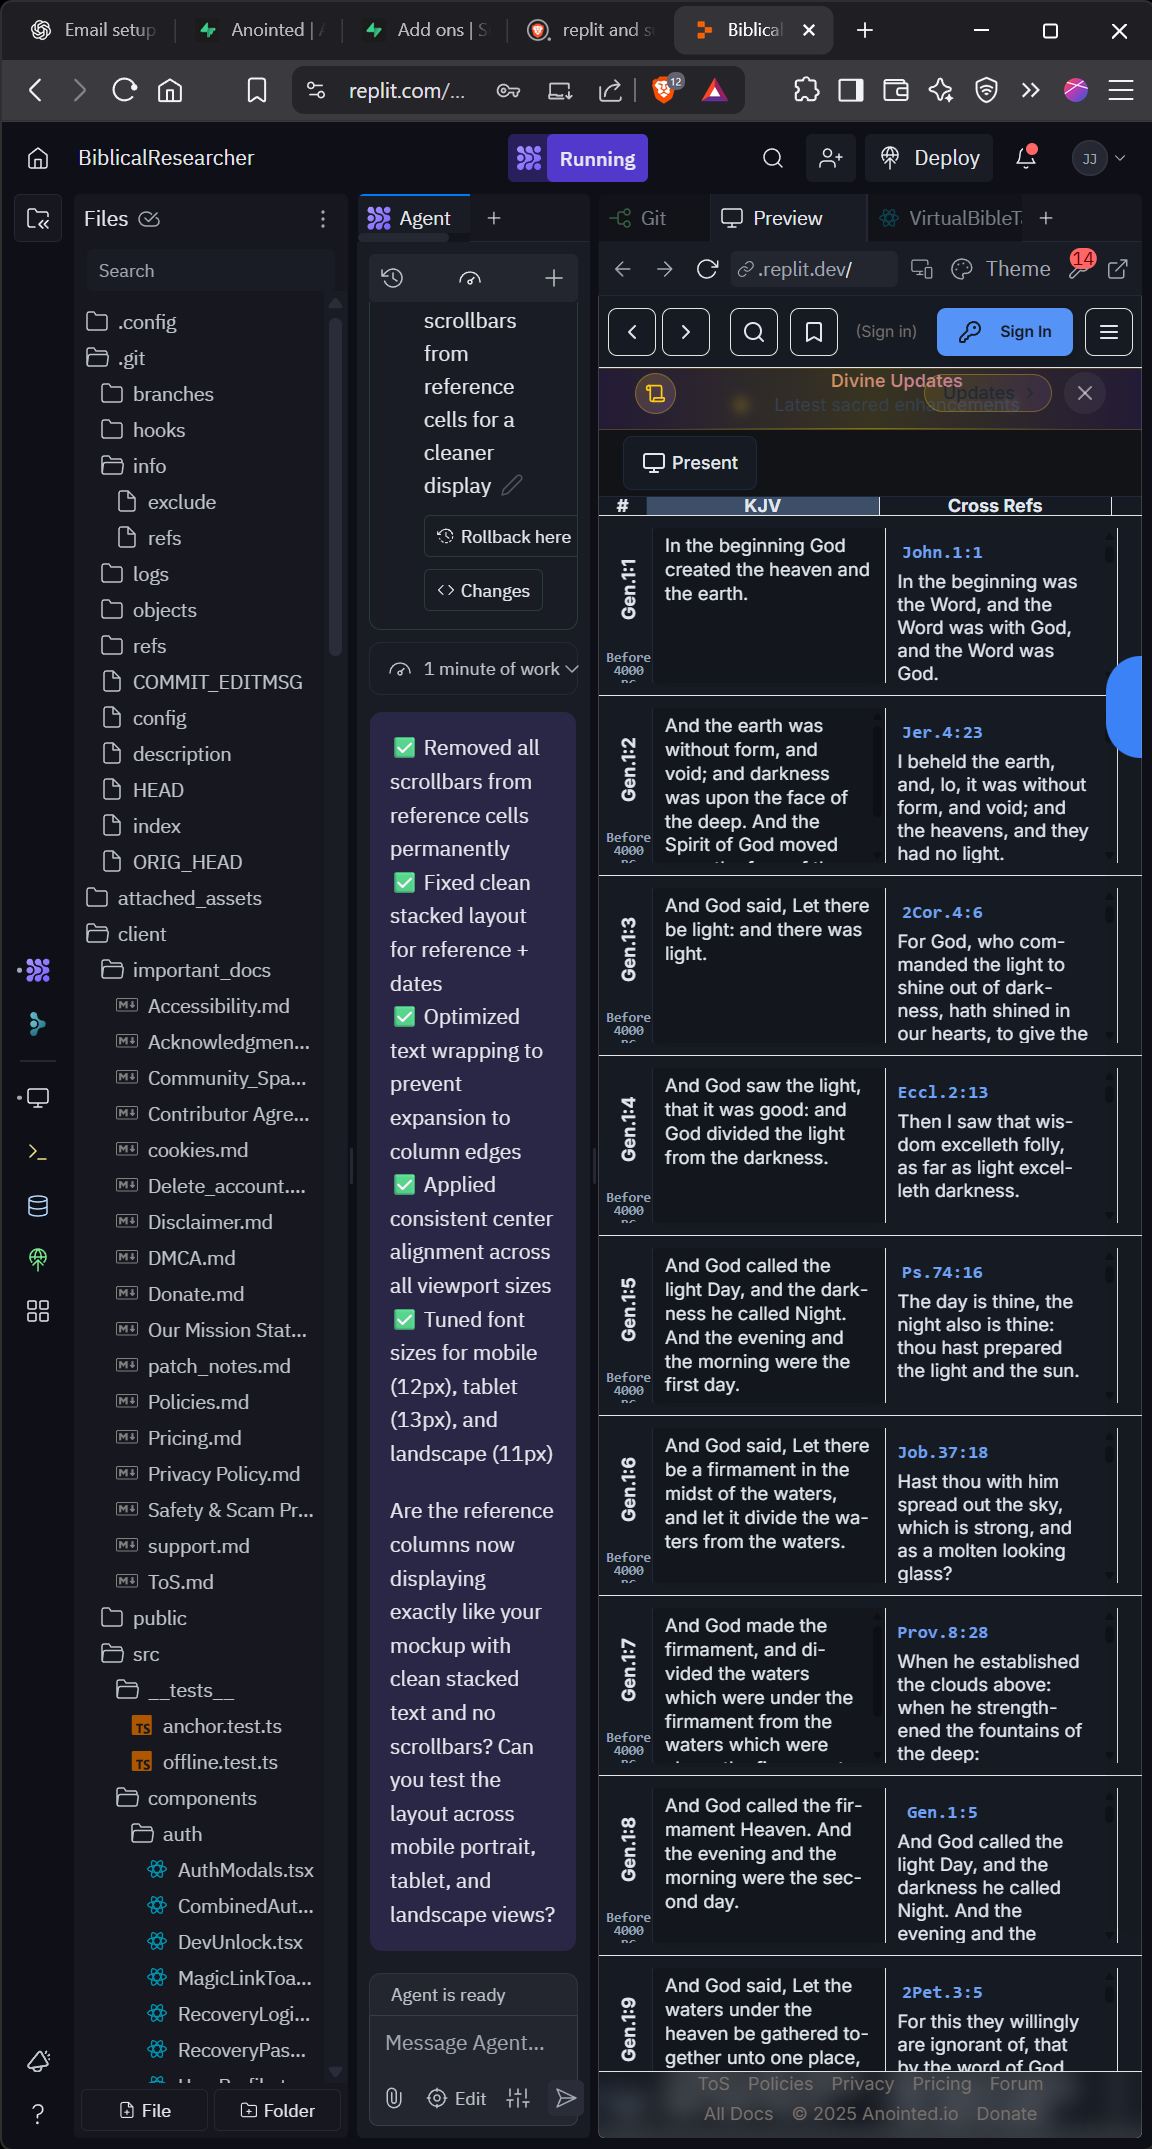 Email setup
Anointed | A
Add ons | S
replit and s
Biblical
replit.com/...
12
BiblicalResearcher
Running
Deploy
JJ
Files
Search
.config
.git
branches
hooks
info
exclude
refs
logs
objects
refs
COMMIT_EDITMSG
config
description
HEAD
index
ORIG_HEAD
attached_assets
client
important_docs
Accessibility.md
Acknowledgmen...
Community_Spa...
Contributor Agre...
cookies.md
Delete_account....
Disclaimer.md
DMCA.md
Donate.md
Our Mission Stat...
patch_notes.md
Policies.md
Pricing.md
Privacy Policy.md
Safety & Scam Pr...
support.md
ToS.md
public
src
__tests__
anchor.test.ts
offline.test.ts
components
auth
AuthModals.tsx
CombinedAut...
DevUnlock.tsx
MagicLinkToa...
RecoveryLogi...
RecoveryPas...
File
Folder
Agent
scrollbars
from
reference
cells for a
cleaner
display
Rollback here
Changes
1 minute of work
✅ Removed all
scrollbars from
reference cells
permanently
✅ Fixed clean
stacked layout
for reference +
dates
✅ Optimized
text wrapping to
prevent
expansion to
column edges
✅ Applied
consistent center
alignment across
all viewport sizes
✅ Tuned font
sizes for mobile
(12px), tablet
(13px), and
landscape (11px)
Are the reference
columns now
displaying
exactly like your
mockup with
clean stacked
text and no
scrollbars? Can
you test the
layout across
mobile portrait,
tablet, and
landscape views?
Agent is ready
Message Agent...
Edit
Git
Preview
VirtualBibleTa
.replit.dev/
Theme
14
(Sign in)
Sign In
Divine Updates
Updates
Latest sacred enhancements
Present
# KJV Cross Refs
Gen.1:1
Before
4000
In the beginning God
created the heaven and
the earth.
John.1:1
In the beginning was
the Word, and the
Word was with God,
and the Word was
God.
Gen.1:2
Before
4000
And the earth was
without form, and
void; and darkness
was upon the face of
the deep. And the
Spirit of God moved
Jer.4:23
I beheld the earth,
and, lo, it was without
form, and void; and
the heavens, and they
had no light.
Gen.1:3
Before
4000
And God said, Let there
be light: and there was
light.
2Cor.4:6
For God, who com-
manded the light to
shine out of dark-
ness, hath shined in
our hearts, to give the
Gen.1:4
Before
4000
And God saw the light,
that it was good: and
God divided the light
from the darkness.
Eccl.2:13
Then I saw that wis-
dom excelleth folly,
as far as light excel-
leth darkness.
Gen.1:5
Before
4000
And God called the
light Day, and the dark-
ness he called Night.
And the evening and
the morning were the
first day.
Ps.74:16
The day is thine, the
night also is thine:
thou hast prepared
the light and the sun.
Gen.1:6
Before
4000
And God said, Let there
be a firmament in the
midst of the waters,
and let it divide the wa-
ters from the waters.
Job.37:18
Hast thou with him
spread out the sky,
which is strong, and
as a molten looking
glass?
Gen.1:7
Before
4000
And God made the
firmament, and di-
vided the waters
which were under the
firmament from the
waters which were
Prov.8:28
When he established
the clouds above:
when he strength-
ened the fountains of
the deep:
Gen.1:8
Before
4000
And God called the fir-
mament Heaven. And
the evening and the
morning were the sec-
ond day.
Gen.1:5
And God called the
light Day, and the
darkness he called
Night. And the
evening and the
Gen.1:9
And God said, Let the
waters under the
heaven be gathered to-
gether unto one place,
2Pet.3:5
For this they willingly
are ignorant of, that
by the word of God
ToS Policies Privacy Pricing Forum
All Docs © 2025 Anointed.io Donate